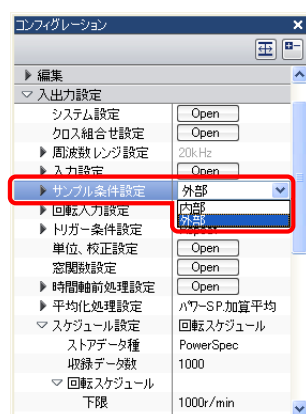 コンフィグレーション
編集
入出力設定
システム設定 Open
クロス組合せ設定 Open
周波数レンジ設定 20kHz
入力設定 Open
サンプル条件設定 外部
内部
回転入力設定 外部
トリガー条件設定 Repeat
単位、校正設定 Open
窓関数設定 Open
時間軸前処理設定 Open
平均化処理設定 パワーSP.加算平均
スケジュール設定 回転スケジュール
ストアデータ種 PowerSpec
収録データ数 1000
回転スケジュール
下限 1000r/min